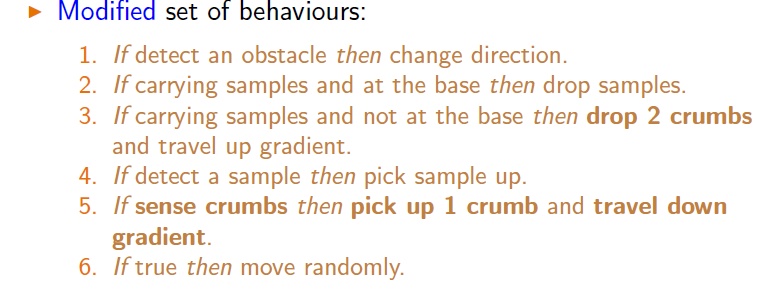 ▶ Modified set of behaviours:
1. If detect an obstacle then change direction.
2. If carrying samples and at the base then drop samples.
3. If carrying samples and not at the base then drop 2 crumbs
and travel up gradient.
4. If detect a sample then pick sample up.
5. If sense crumbs then pick up 1 crumb and travel down
gradient.
6. If true then move randomly.